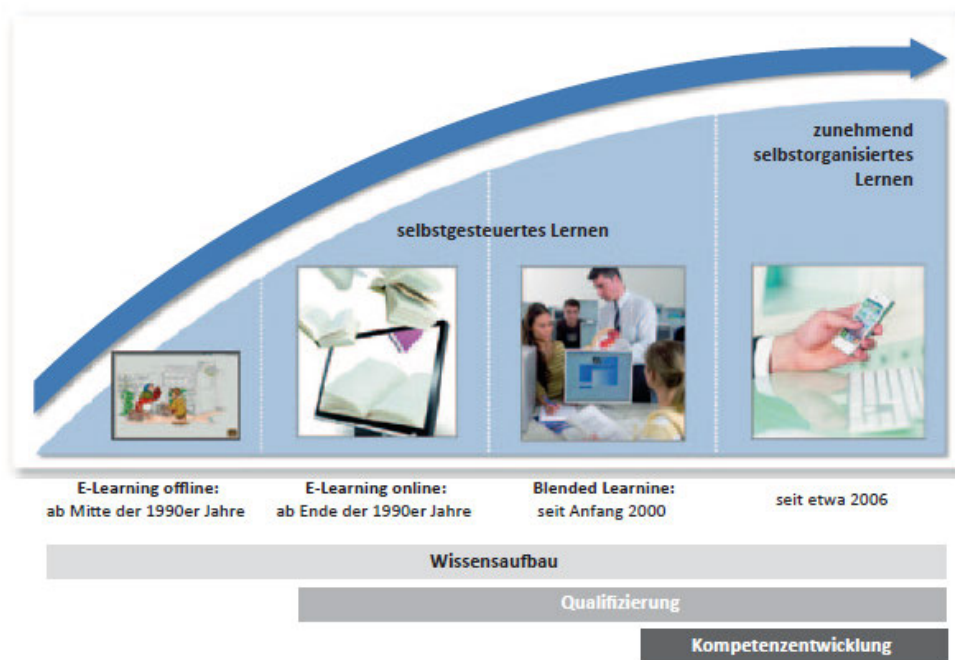 zunehmend
selbstorganisiertes
Lernen
selbstgesteuertes Lernen
E-Learning offline:
ab Mitte der 1990er Jahre
E-Learning online:
ab Ende der 1990er Jahre
Blended Learnine:
seit Anfang 2000
seit etwa 2006
Wissensaufbau
Qualifizierung
Kompetenzentwicklung